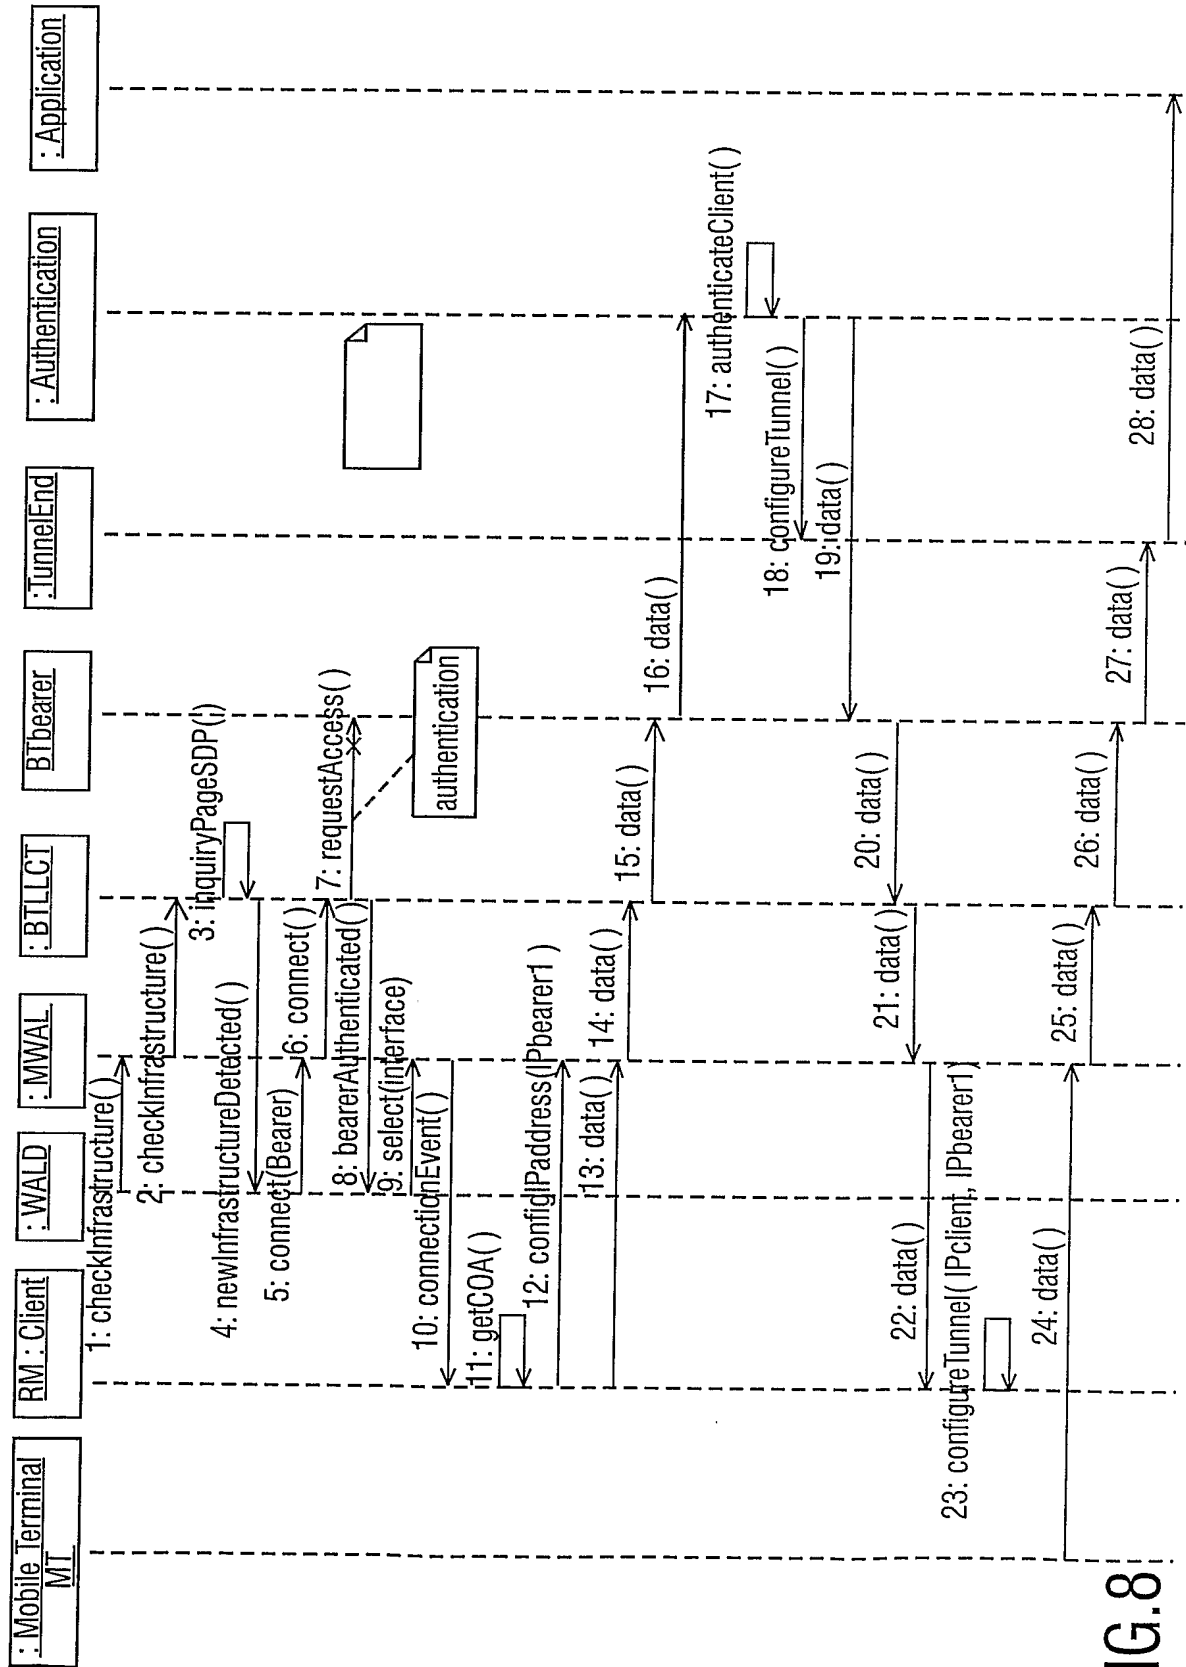 : Mobile Terminal
MT
RM : Client
: WALD
: MWAL
: BTLLCT
BTbearer
:TunnelEnd
: Authentication
: Application
1: checkInfrastructure()
2: checkInfrastructure()
3: inquiryPageSDP()
4: newInfrastructureDetected()
5: connect(Bearer)
6: connect()
7: requestAccess()
authentication
8: bearerAuthenticated()
9: select(interface)
10: connectionEvent()
11: getCOA()
12: configIPaddress(IPbearer1 )
13: data()
14: data()
15: data()
16: data()
17: authenticateClient()
18: configureTunnel()
19: data()
20: data()
21: data()
22: data()
23: configureTunnel( IPclient, IPbearer1)
24: data()
25: data()
26: data()
27: data()
28: data()
IG.8